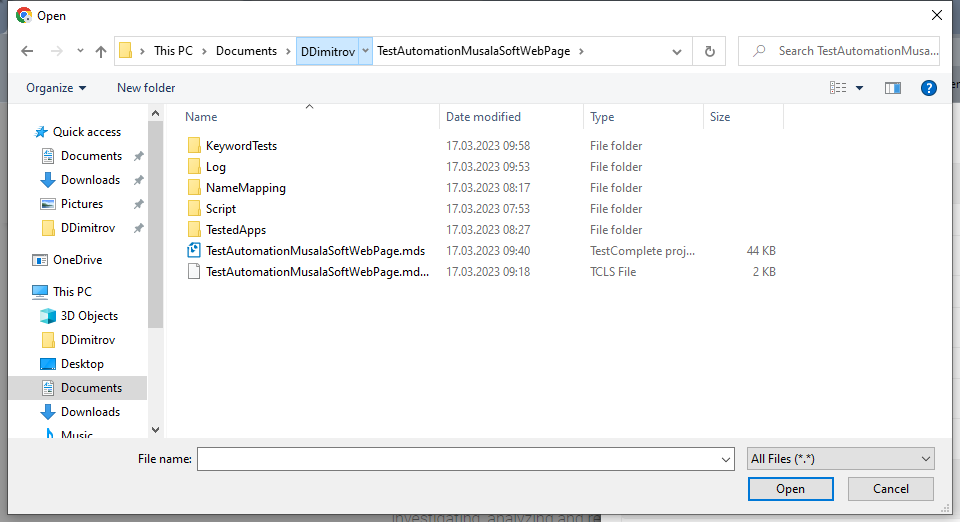 Open
This PC > Documents > DDimitrov TestAutomationMusalaSoftWebPage >
Search TestAutomationMusa...
Organize New folder
Name Date modified Type Size
Quick access
Documents
Downloads
Pictures
DDimitrov
OneDrive
This PC
3D Objects
DDimitrov
Desktop
Documents
Downloads
Music
KeywordTests 17.03.2023 09:58 File folder
Log 17.03.2023 09:53 File folder
NameMapping 17.03.2023 08:17 File folder
Script 17.03.2023 07:53 File folder
TestedApps 17.03.2023 08:27 File folder
TestAutomationMusalaSoftWebPage.mds 17.03.2023 09:40 TestComplete proj... 44 KB
TestAutomationMusalaSoftWebPage.md... 17.03.2023 09:18 TCLS File 2 KB
File name: All Files (*.*)
Open Cancel
investigating, analyzing and re